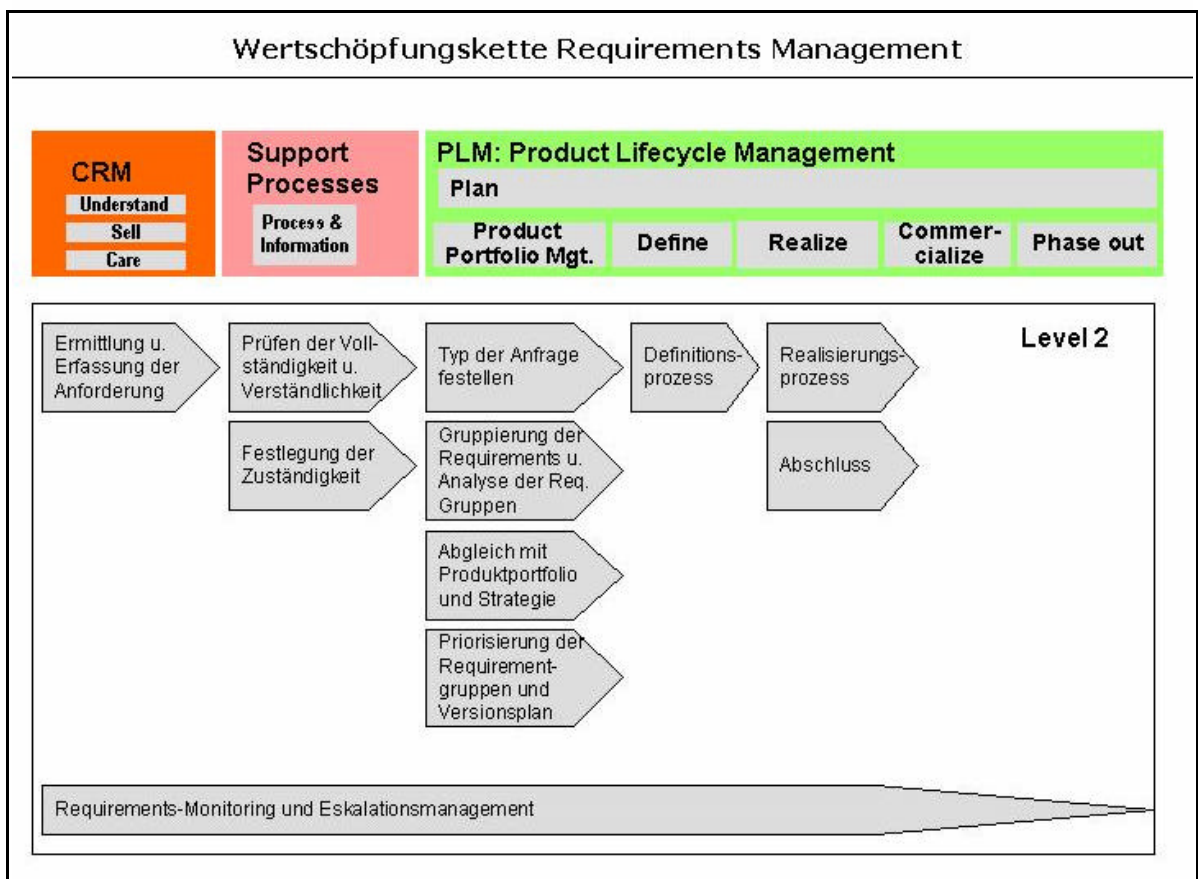 Wertschöpfungskette Requirements Management
CRM
Understand
Sell
Care
Support
Processes
Process &
Information
PLM: Product Lifecycle Management
Plan
Product
Portfolio Mgt.
Define
Realize
Commer-
cialize
Phase out
Level 2
Ermittlung u.
Erfassung der
Anforderung
Prüfen der Voll-
ständigkeit u.
Verständlichkeit
Festlegung der
Zuständigkeit
Typ der Anfrage
festellen
Gruppierung der
Requirements u.
Analyse der Req.
Gruppen
Abgleich mit
Produktportfolio
und Strategie
Priorisierung der
Requirement-
gruppen und
Versionsplan
Definitions-
prozess
Realisierungs-
prozess
Abschluss
Requirements-Monitoring und Eskalationsmanagement